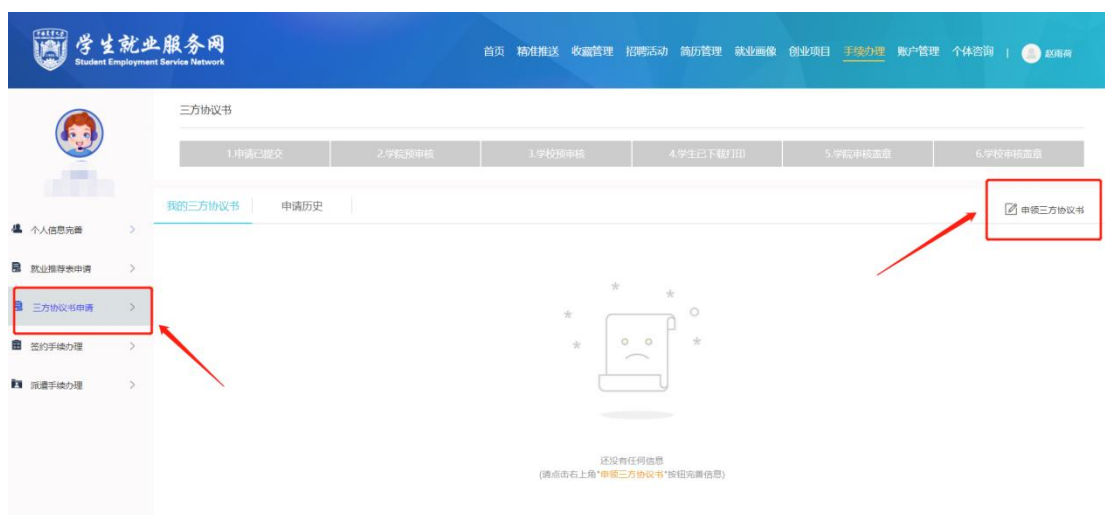 学生就业服务网
Student Employment Service Network
首页 精准推送 收藏管理 招聘活动 简历管理 就业画像 创业项目 手续办理 账户管理 个体咨询 | 赵雨荷
三方协议书
1.申请已提交 2.学院预审核 3.学校预审核 4.学生已下载打印 5.学院审核盖章 6.学校审核盖章
我的三方协议书 申请历史 申领三方协议书
个人信息完善
就业推荐表申请
三方协议书申请
签约手续办理
派遣手续办理
还没有任何信息
(请点击右上角"申领三方协议书"按钮完善信息)